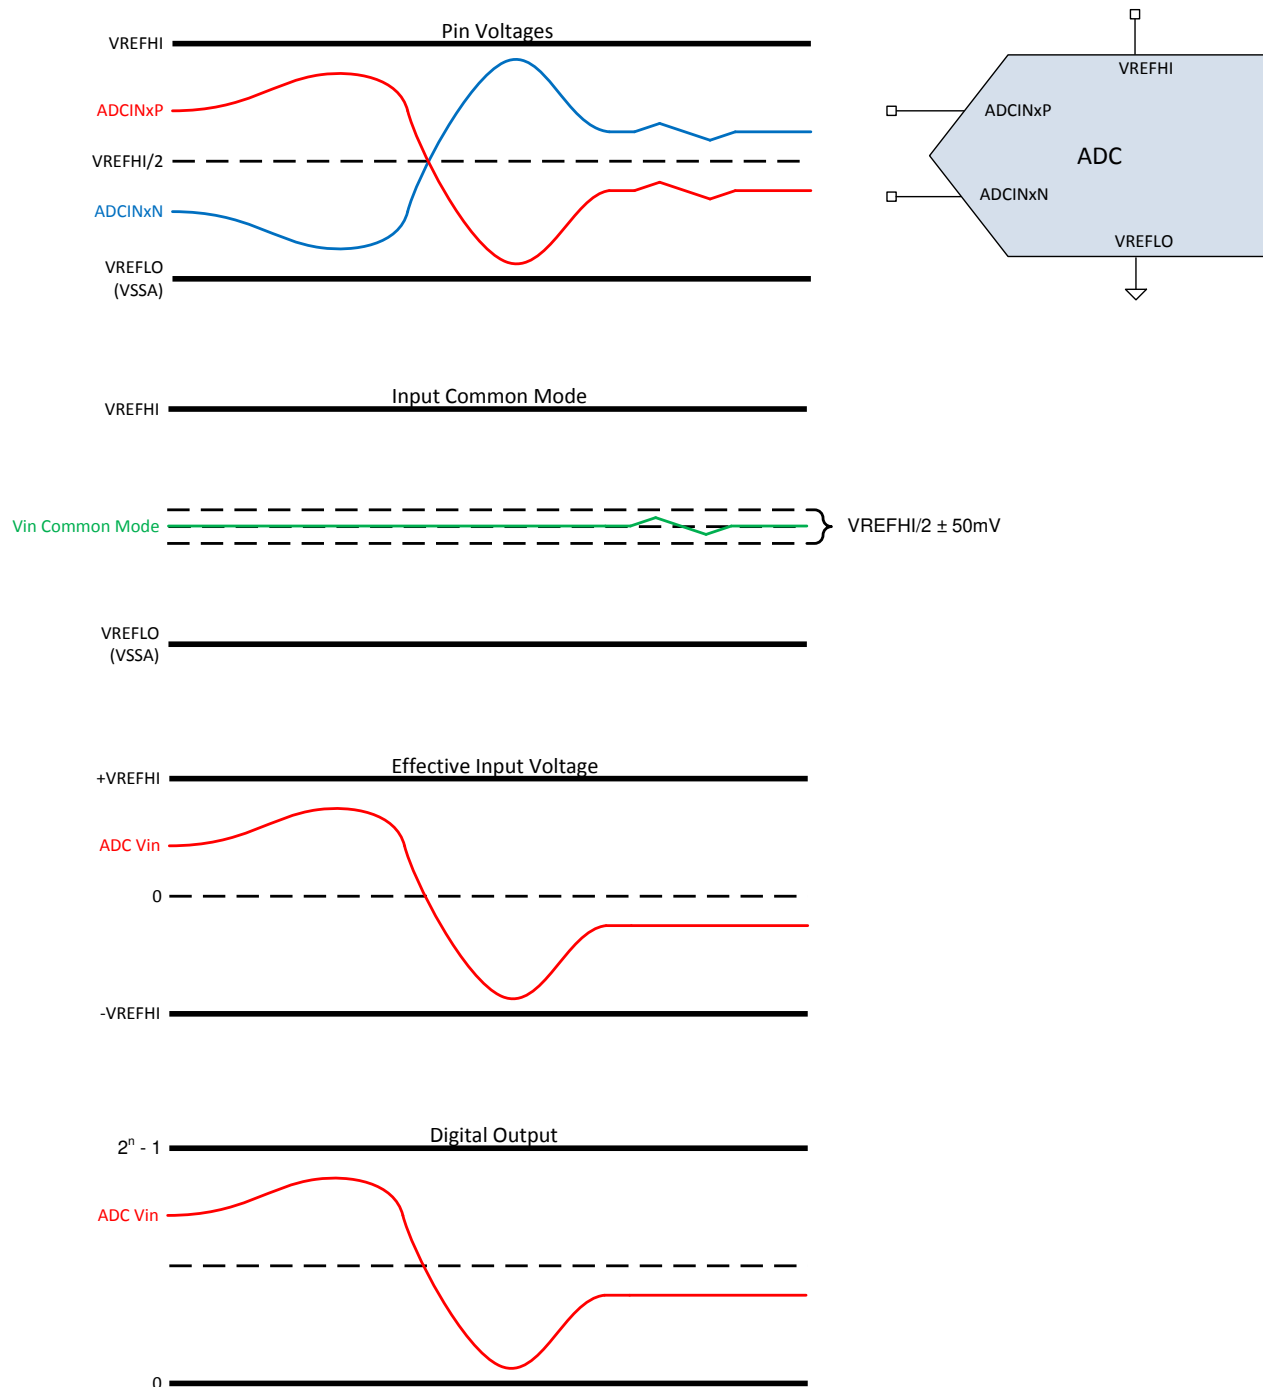 Pin Voltages
VREFHI
ADCINxP
VREFHI/2
ADCINxN
VREFLO
(VSSA)
VREFHI
ADCINxP
ADC
ADCINxN
VREFLO
Input Common Mode
VREFHI
Vin Common Mode
VREFHI/2 ± 50mV
VREFLO
(VSSA)
Effective Input Voltage
+VREFHI
ADC Vin
0
-VREFHI
Digital Output
2ⁿ - 1
ADC Vin
0